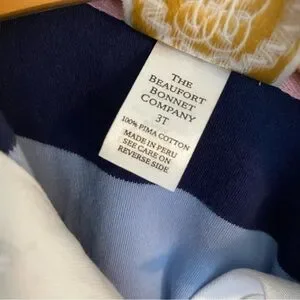 THE
BEAUFORT
BONNET
COMPANY
3T
100% PIMA COTTON
MADE IN PERU
SEE CARE ON
REVERSE SIDE